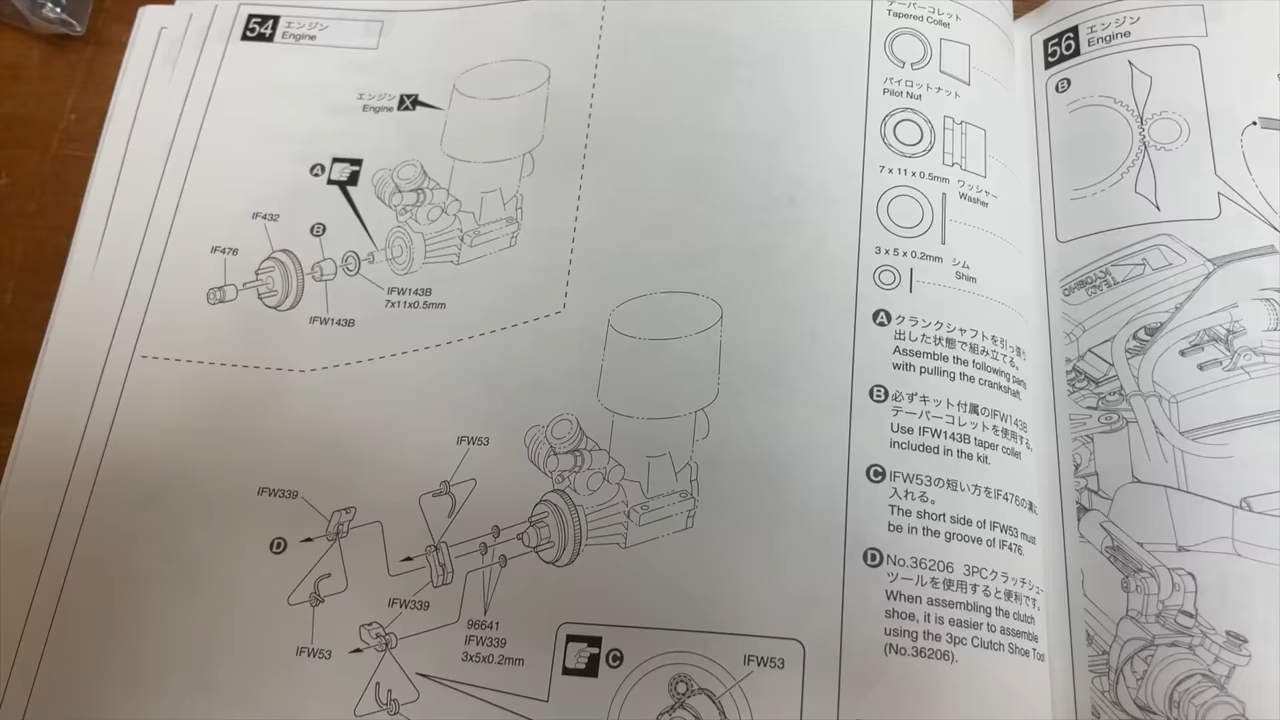 54
エンジン
Engine
エンジン
Engine X
A
IF432
B
IF476
IFW143B
7x11x0.5mm
IFW143B
IFW53
IFW339
D
IFW339
IFW53
96641
IFW339
3x5x0.2mm
C
IFW53
テーパーコレット
Tapered Collet
パイロットナット
Pilot Nut
7 x 11 x 0.5mm ワッシャー
Washer
3 x 5 x 0.2mm シム
Shim
A クランクシャフトを引っ張り
出した状態で組み立てる。
Assemble the following parts
with pulling the crankshaft.
B 必ずキット付属のIFW143B
テーパーコレットを使用する。
Use IFW143B taper collet
included in the kit.
C IFW53の短い方をIF476の溝に
入れる。
The short side of IFW53 must
be in the groove of IF476.
D No.36206 3PCクラッチシュー
ツールを使用すると便利です。
When assembling the clutch
shoe, it is easier to assemble
using the 3pc Clutch Shoe Tool
(No.36206).
56
エンジン
Engine
B
TEAM
KYOSHO